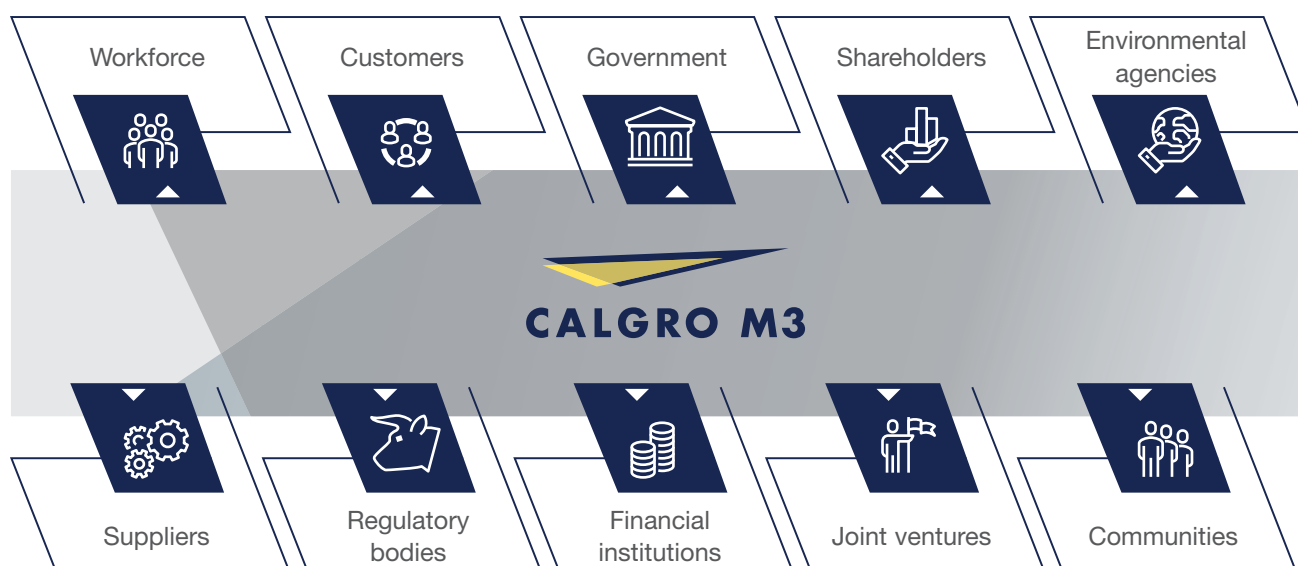 Workforce
Customers
Government
Shareholders
Environmental
agencies
CALGRO M3
Suppliers
Regulatory
bodies
Financial
institutions
Joint ventures
Communities